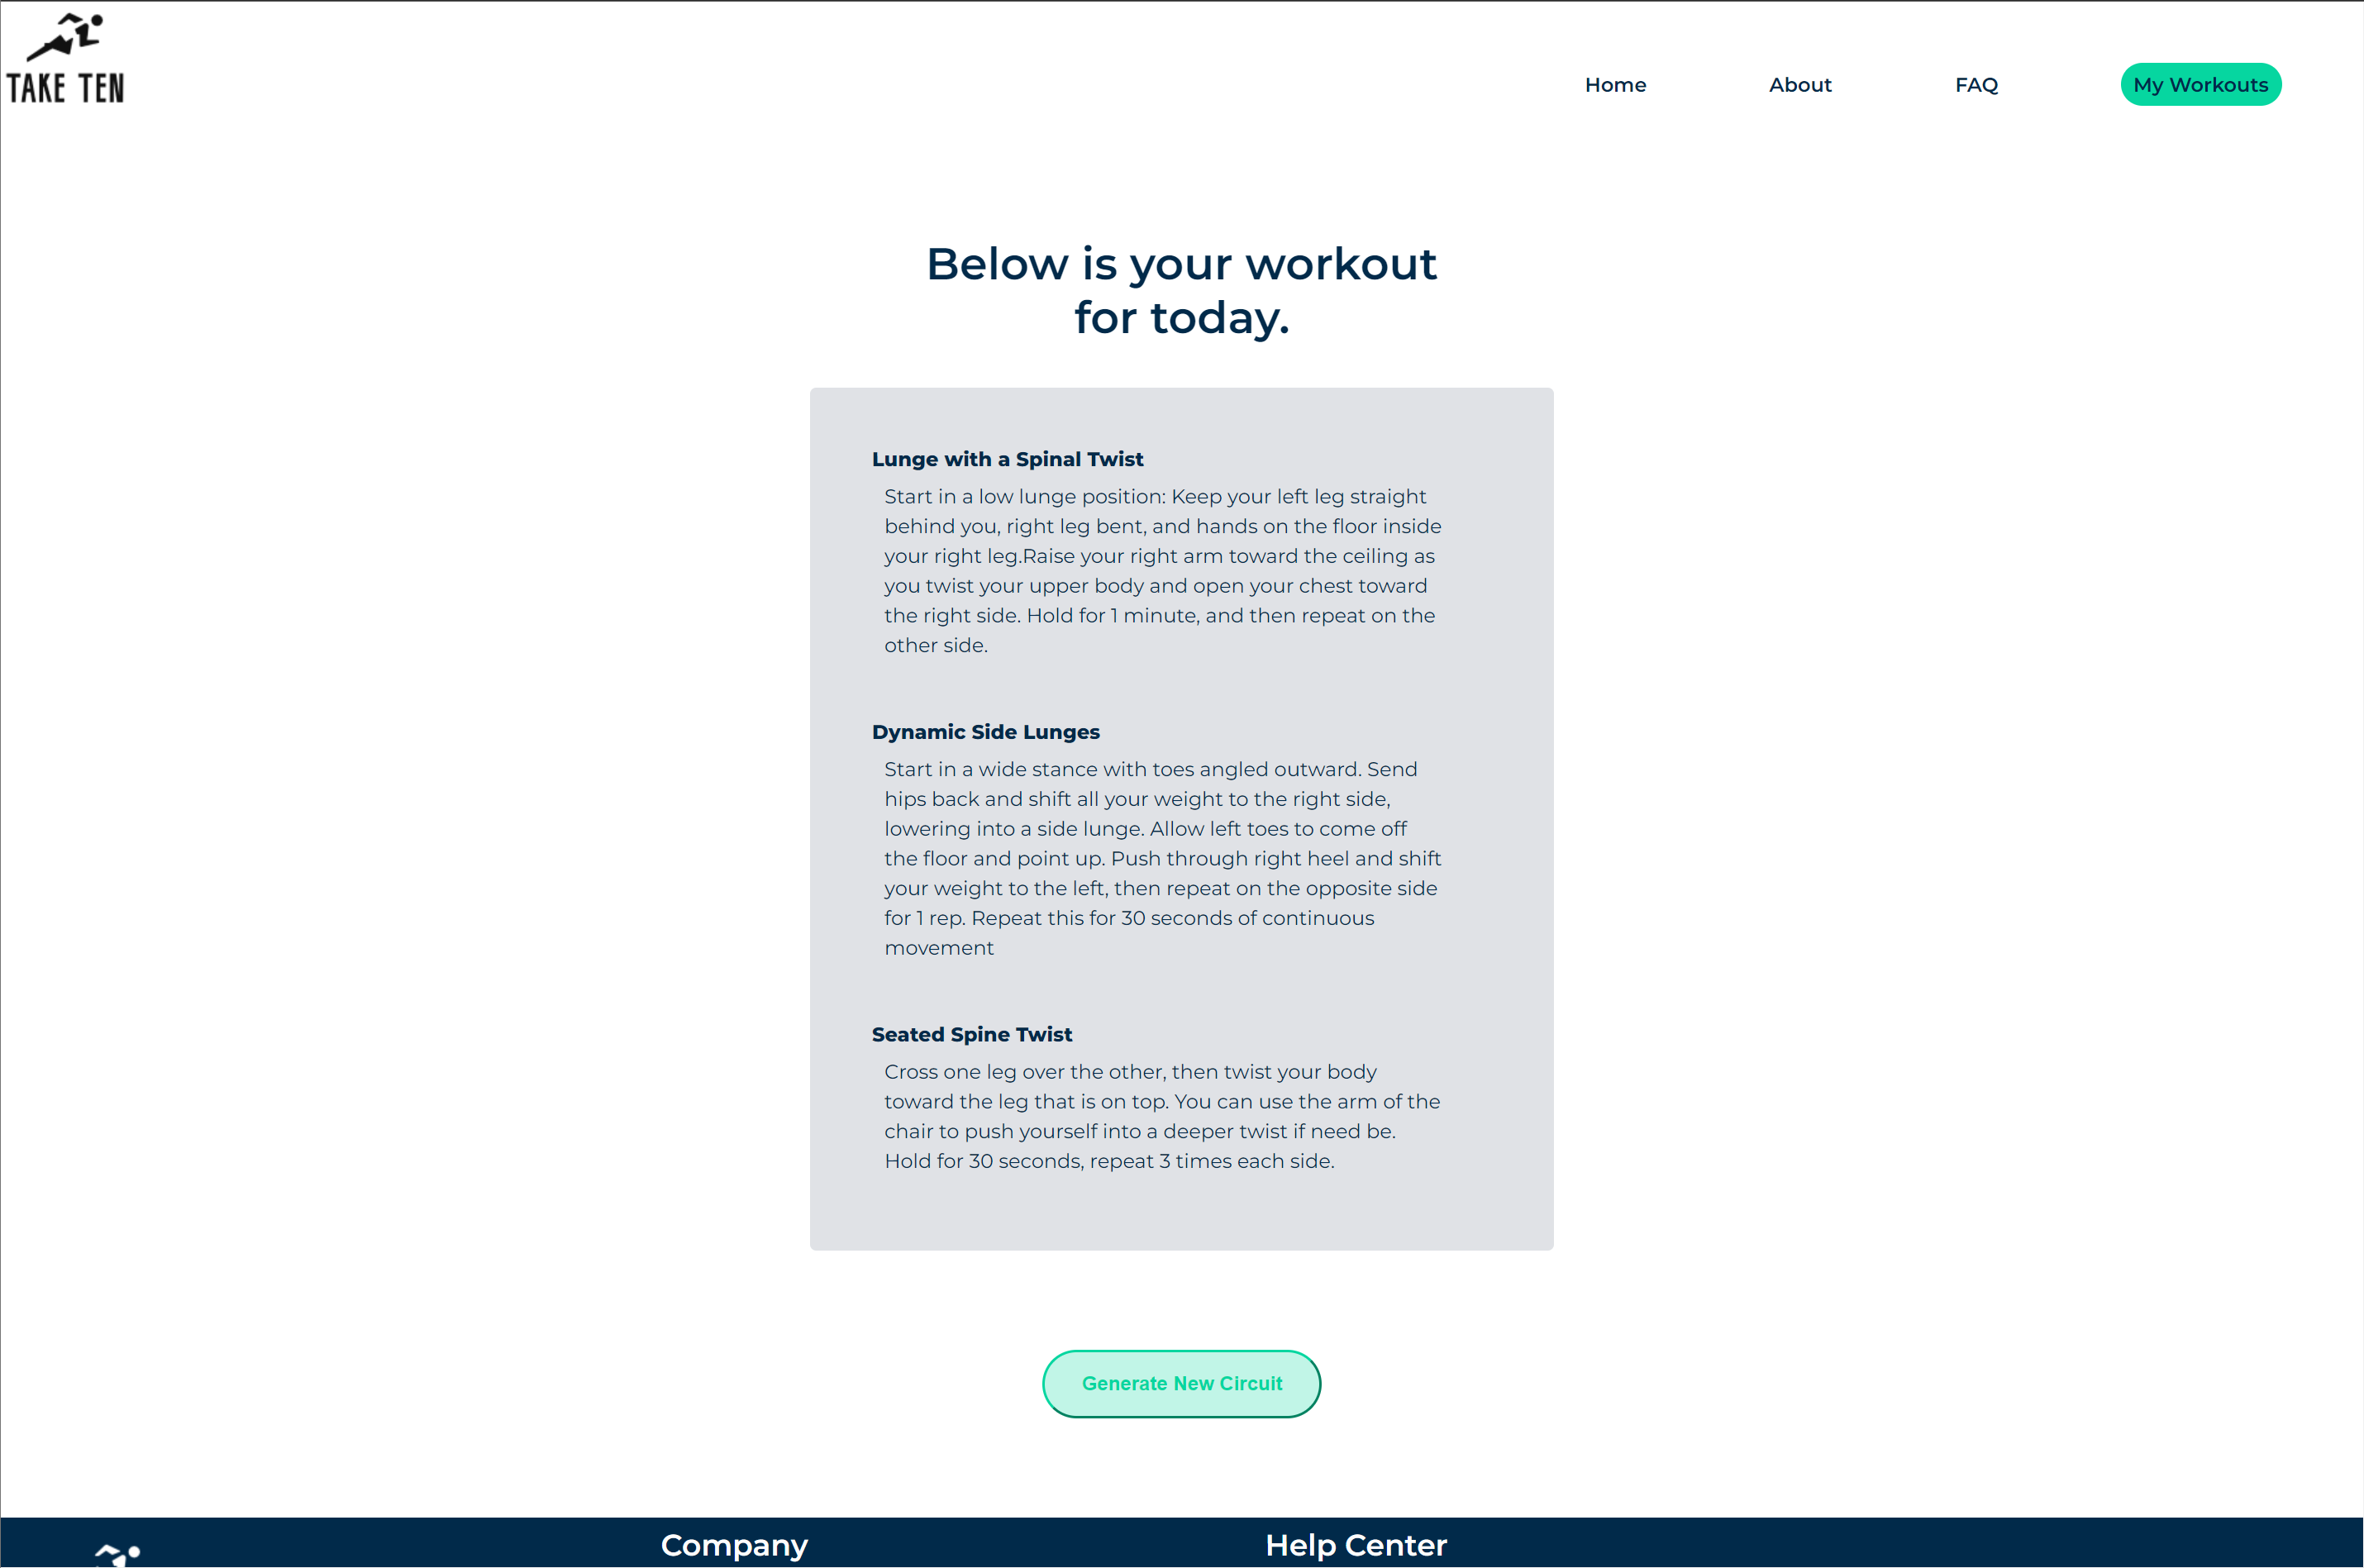 TAKE TEN
Home
About
FAQ
My Workouts
Below is your workout
for today.
Lunge with a Spinal Twist
Start in a low lunge position: Keep your left leg straight
behind you, right leg bent, and hands on the floor inside
your right leg.Raise your right arm toward the ceiling as
you twist your upper body and open your chest toward
the right side. Hold for 1 minute, and then repeat on the
other side.
Dynamic Side Lunges
Start in a wide stance with toes angled outward. Send
hips back and shift all your weight to the right side,
lowering into a side lunge. Allow left toes to come off
the floor and point up. Push through right heel and shift
your weight to the left, then repeat on the opposite side
for 1 rep. Repeat this for 30 seconds of continuous
movement
Seated Spine Twist
Cross one leg over the other, then twist your body
toward the leg that is on top. You can use the arm of the
chair to push yourself into a deeper twist if need be.
Hold for 30 seconds, repeat 3 times each side.
Generate New Circuit
Company
Help Center